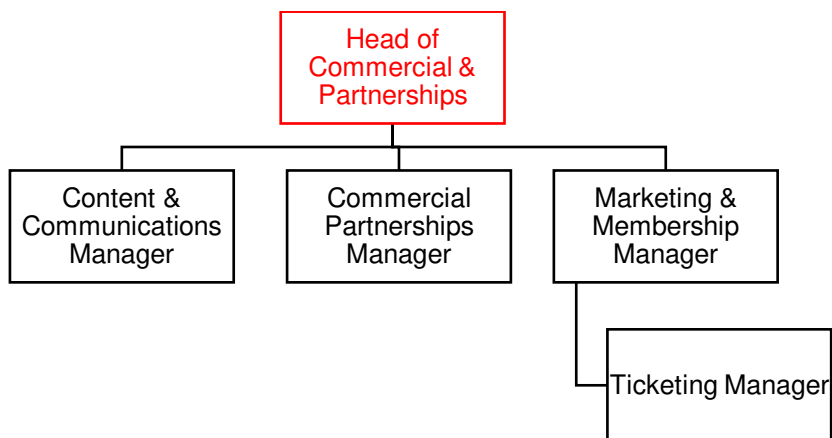 Head of
Commercial &
Partnerships
Content &
Communications
Manager
Commercial
Partnerships
Manager
Marketing &
Membership
Manager
Ticketing Manager